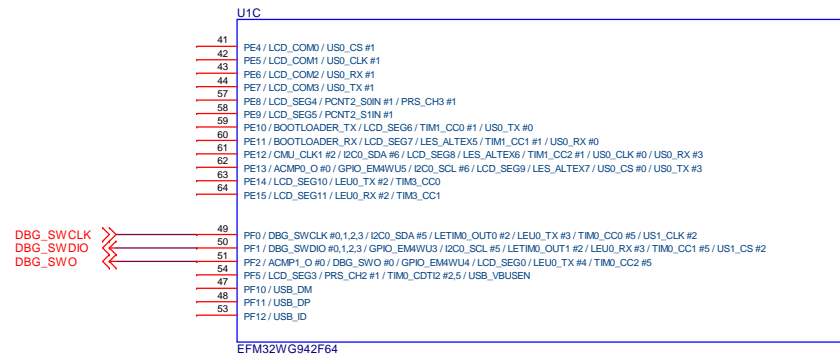 U1C
41 PE4 / LCD_COM0 / US0_CS #1
42 PE5 / LCD_COM1 / US0_CLK #1
43 PE6 / LCD_COM2 / US0_RX #1
44 PE7 / LCD_COM3 / US0_TX #1
57 PE8 / LCD_SEG4 / PCNT2_S0IN #1 / PRS_CH3 #1
58 PE9 / LCD_SEG5 / PCNT2_S1IN #1
59 PE10 / BOOTLOADER_TX / LCD_SEG6 / TIM1_CC0 #1 / US0_TX #0
60 PE11 / BOOTLOADER_RX / LCD_SEG7 / LES_ALTEX5 / TIM1_CC1 #1 / US0_RX #0
61 PE12 / CMU_CLK1 #2 / I2C0_SDA #6 / LCD_SEG8 / LES_ALTEX6 / TIM1_CC2 #1 / US0_CLK #0 / US0_RX #3
62 PE13 / ACMP0_O #0 / GPIO_EM4WU5 / I2C0_SCL #6 / LCD_SEG9 / LES_ALTEX7 / US0_CS #0 / US0_TX #3
63 PE14 / LCD_SEG10 / LEU0_TX #2 / TIM3_CC0
64 PE15 / LCD_SEG11 / LEU0_RX #2 / TIM3_CC1
DBG_SWCLK 49 PF0 / DBG_SWCLK #0,1,2,3 / I2C0_SDA #5 / LETIM0_OUT0 #2 / LEU0_TX #3 / TIM0_CC0 #5 / US1_CLK #2
DBG_SWDIO 50 PF1 / DBG_SWDIO #0,1,2,3 / GPIO_EM4WU3 / I2C0_SCL #5 / LETIM0_OUT1 #2 / LEU0_RX #3 / TIM0_CC1 #5 / US1_CS #2
DBG_SWO 51 PF2 / ACMP1_O #0 / DBG_SWO #0 / GPIO_EM4WU4 / LCD_SEG0 / LEU0_TX #4 / TIM0_CC2 #5
54 PF5 / LCD_SEG3 / PRS_CH2 #1 / TIM0_CDTI2 #2,5 / USB_VBUSEN
47 PF10 / USB_DM
48 PF11 / USB_DP
53 PF12 / USB_ID
EFM32WG942F64